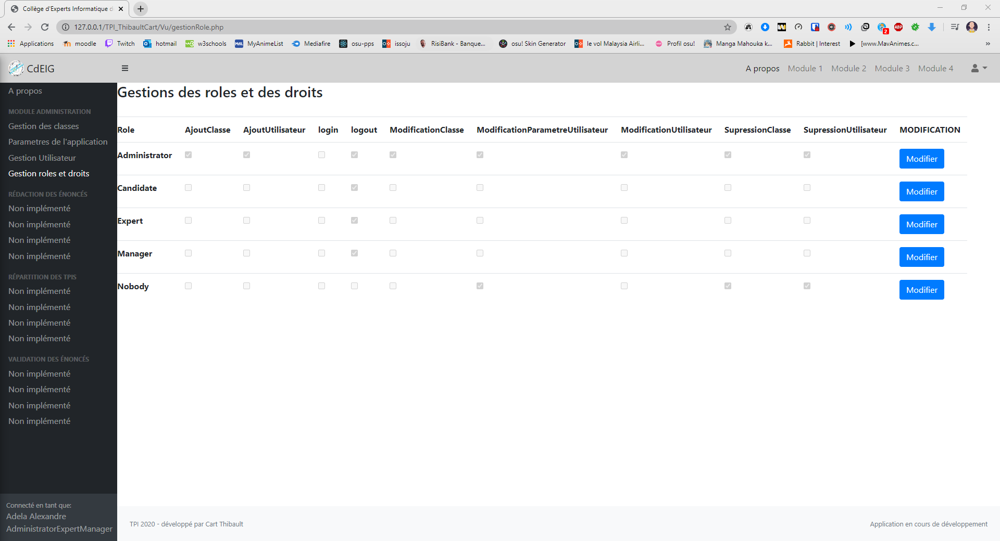 Collège d'Experts Informatique d
127.0.0.1/TPI_ThibaultCart/Vu/gestionRole.php
ABP
2
Applications moodle Twitch hotmail w3schools MyAnimeList Mediafire osu-pps issoju RisiBank - Banque... osu! Skin Generator le vol Malaysia Airli... Profil osu! Manga Mahouka k... Rabbit | Interest [www.MavAnimes.c... »
CdEIG
A propos Module 1 Module 2 Module 3 Module 4
A propos
MODULE ADMINISTRATION
Gestion des classes
Parametres de l'application
Gestion Utilisateur
Gestion roles et droits
RÉDACTION DES ÉNONCÉS
Non implémenté
Non implémenté
Non implémenté
Non implémenté
RÉPARTITION DES TPIS
Non implémenté
Non implémenté
Non implémenté
Non implémenté
VALIDATION DES ÉNONCÉS
Non implémenté
Non implémenté
Non implémenté
Non implémenté
Connecté en tant que:
Adela Alexandre
AdministratorExpertManager
Gestions des roles et des droits
Role AjoutClasse AjoutUtilisateur login logout ModificationClasse ModificationParametreUtilisateur ModificationUtilisateur SupressionClasse SupressionUtilisateur MODIFICATION
Administrator Modifier
Candidate Modifier
Expert Modifier
Manager Modifier
Nobody Modifier
TPI 2020 - développé par Cart Thibault
Application en cours de développement